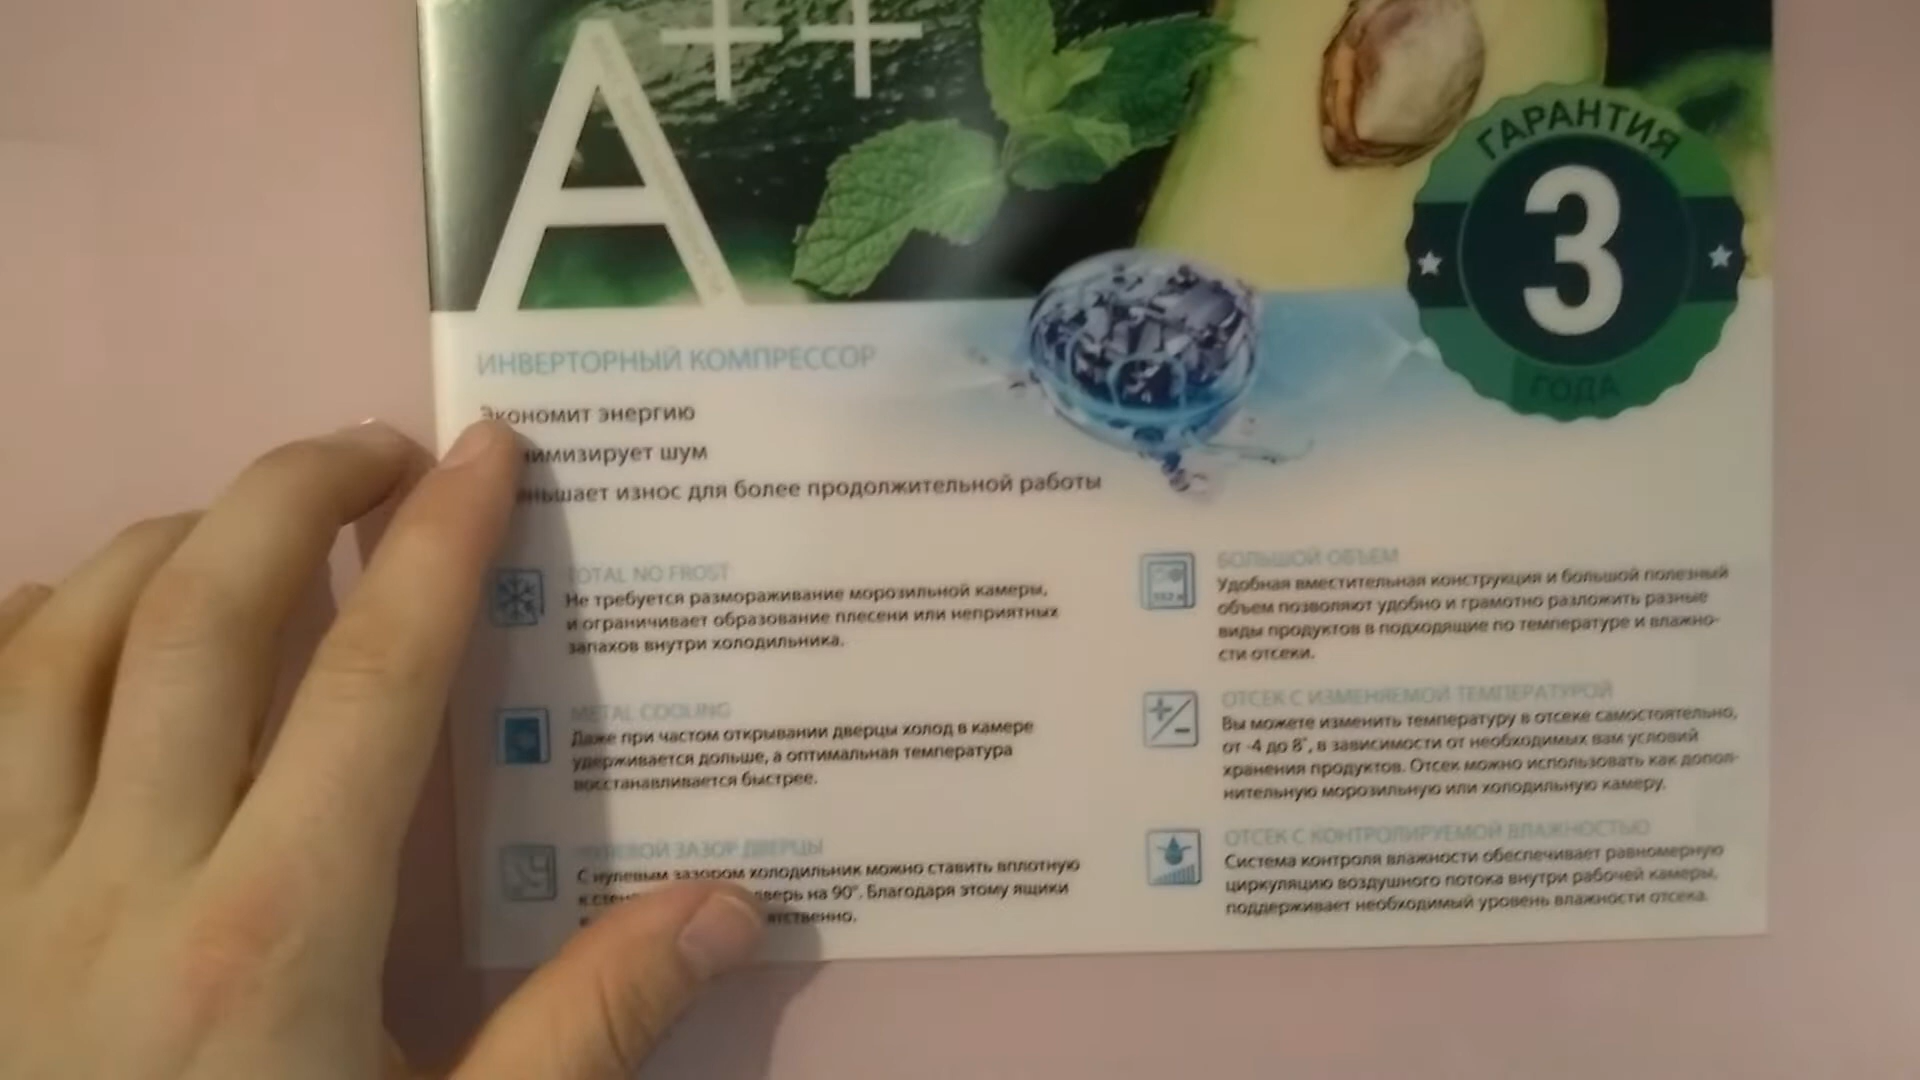 A++
ГАРАНТИЯ
3
ГОДА
ИНВЕРТОРНЫЙ КОМПРЕССОР
Экономит энергию
шум
износ для более продолжительной работы
TOTAL NO FROST
Не требуется размораживание морозильной камеры,
и ограничивает образование плесени или неприятных
запахов внутри холодильника.
METAL COOLING
Даже при частом открывании дверцы холод в камере
удерживается дольше, а оптимальная температура
восстанавливается быстрее.
ЗАЗОР ДВЕРЦЫ
С нулевым зазором холодильник можно ставить вплотную
дверь на 90°. Благодаря этому ящики
БОЛЬШОЙ ОБЪЕМ
Удобная вместительная конструкция и большой полезный
объем позволяют удобно и грамотно разложить разные
виды продуктов в подходящие по температуре и влажно-
сти отсеки.
ОТСЕК С ИЗМЕНЯЕМОЙ ТЕМПЕРАТУРОЙ
Вы можете изменить температуру в отсеке самостоятельно,
от -4 до 8°, в зависимости от необходимых вам условий
хранения продуктов. Отсек можно использовать как допол-
нительную морозильную или холодильную камеру.
ОТСЕК С КОНТРОЛИРУЕМОЙ ВЛАЖНОСТЬЮ
Система контроля влажности обеспечивает равномерную
циркуляцию воздушного потока внутри рабочей камеры,
поддерживает необходимый уровень влажности отсека.